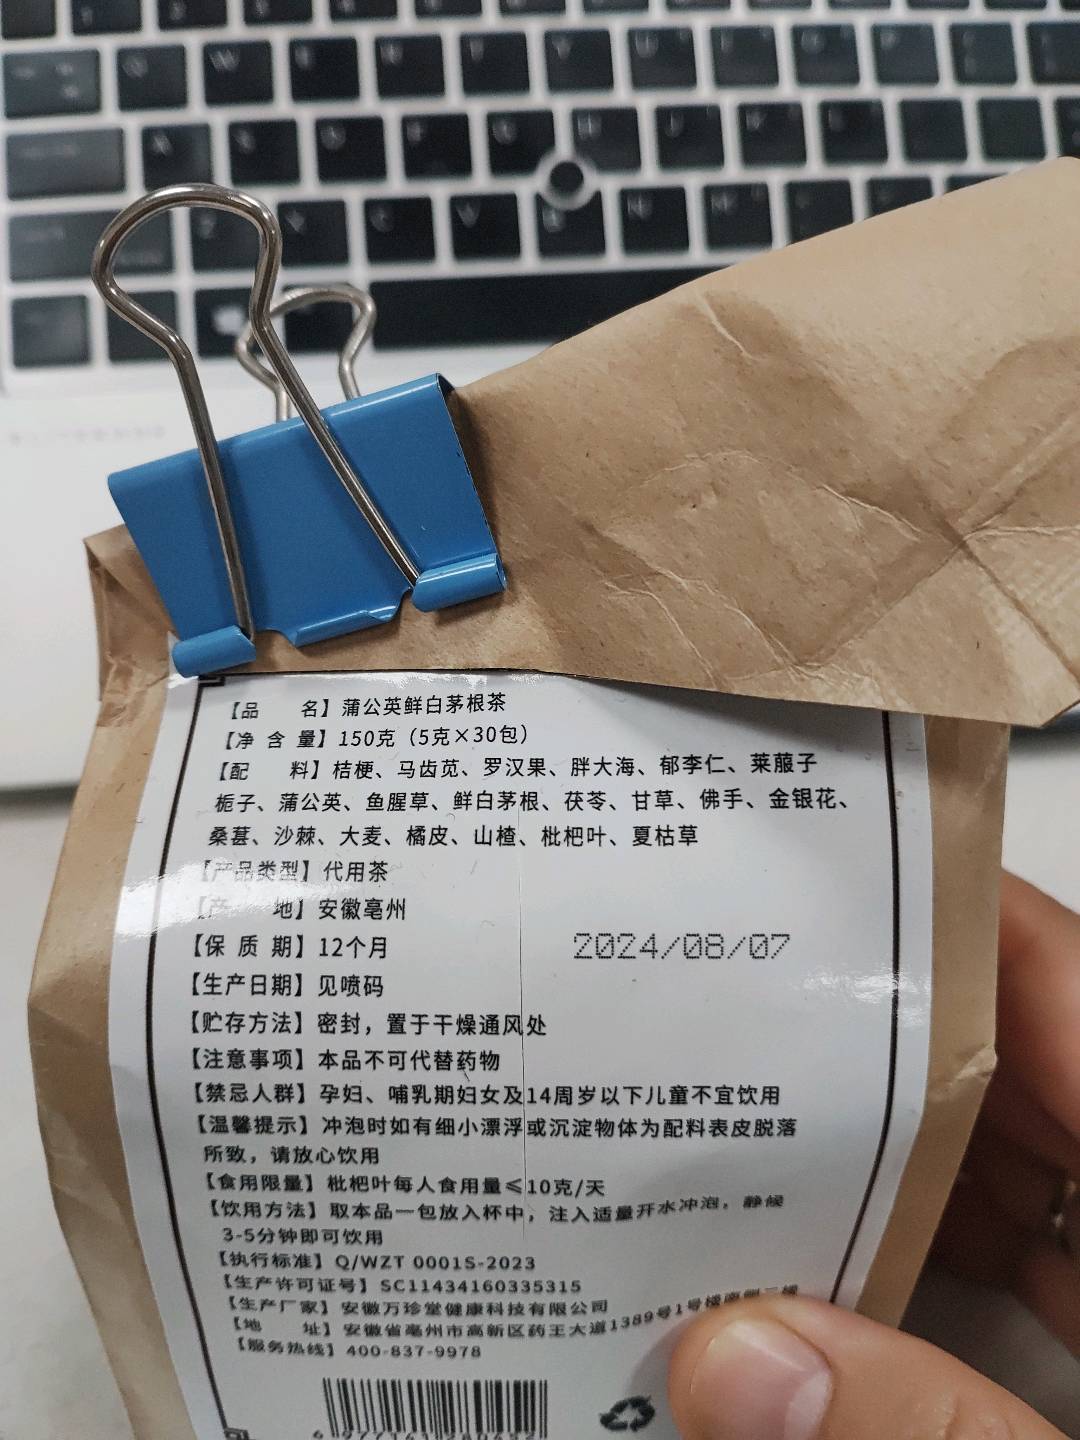 【品　　名】蒲公英鲜白茅根茶
【净 含 量】150克（5克×30包）
【配　　料】桔梗、马齿苋、罗汉果、胖大海、郁李仁、莱菔子
栀子、蒲公英、鱼腥草、鲜白茅根、茯苓、甘草、佛手、金银花、
桑葚、沙棘、大麦、橘皮、山楂、枇杷叶、夏枯草
【产品类型】代用茶
【产　　地】安徽亳州
【保 质 期】12个月
2024/08/07
【生产日期】见喷码
【贮存方法】密封，置于干燥通风处
【注意事项】本品不可代替药物
【禁忌人群】孕妇、哺乳期妇女及14周岁以下儿童不宜饮用
【温馨提示】冲泡时如有细小漂浮或沉淀物体为配料表皮脱落
所致，请放心饮用
【食用限量】枇杷叶每人食用量≤10克/天
【饮用方法】取本品一包放入杯中，注入适量开水冲泡，静候
3-5分钟即可饮用
【执行标准】Q/WZT 0001S-2023
【生产许可证号】SC11434160335315
【生产厂家】安徽万珍堂健康科技有限公司
【地　　址】安徽省亳州市高新区药王大道1389号1号楼
【服务热线】400-837-9978